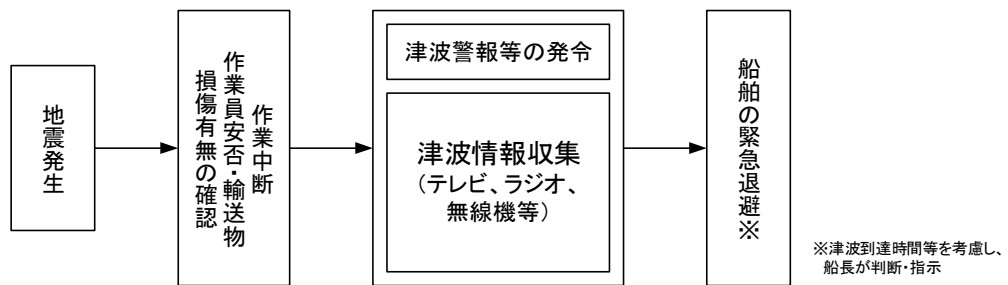 地震発生
作業中断
作業員安否・輸送物
損傷有無の確認
津波警報等の発令
津波情報収集
（テレビ、ラジオ、
無線機等）
船舶の緊急退避※
※津波到達時間等を考慮し、
船長が判断・指示